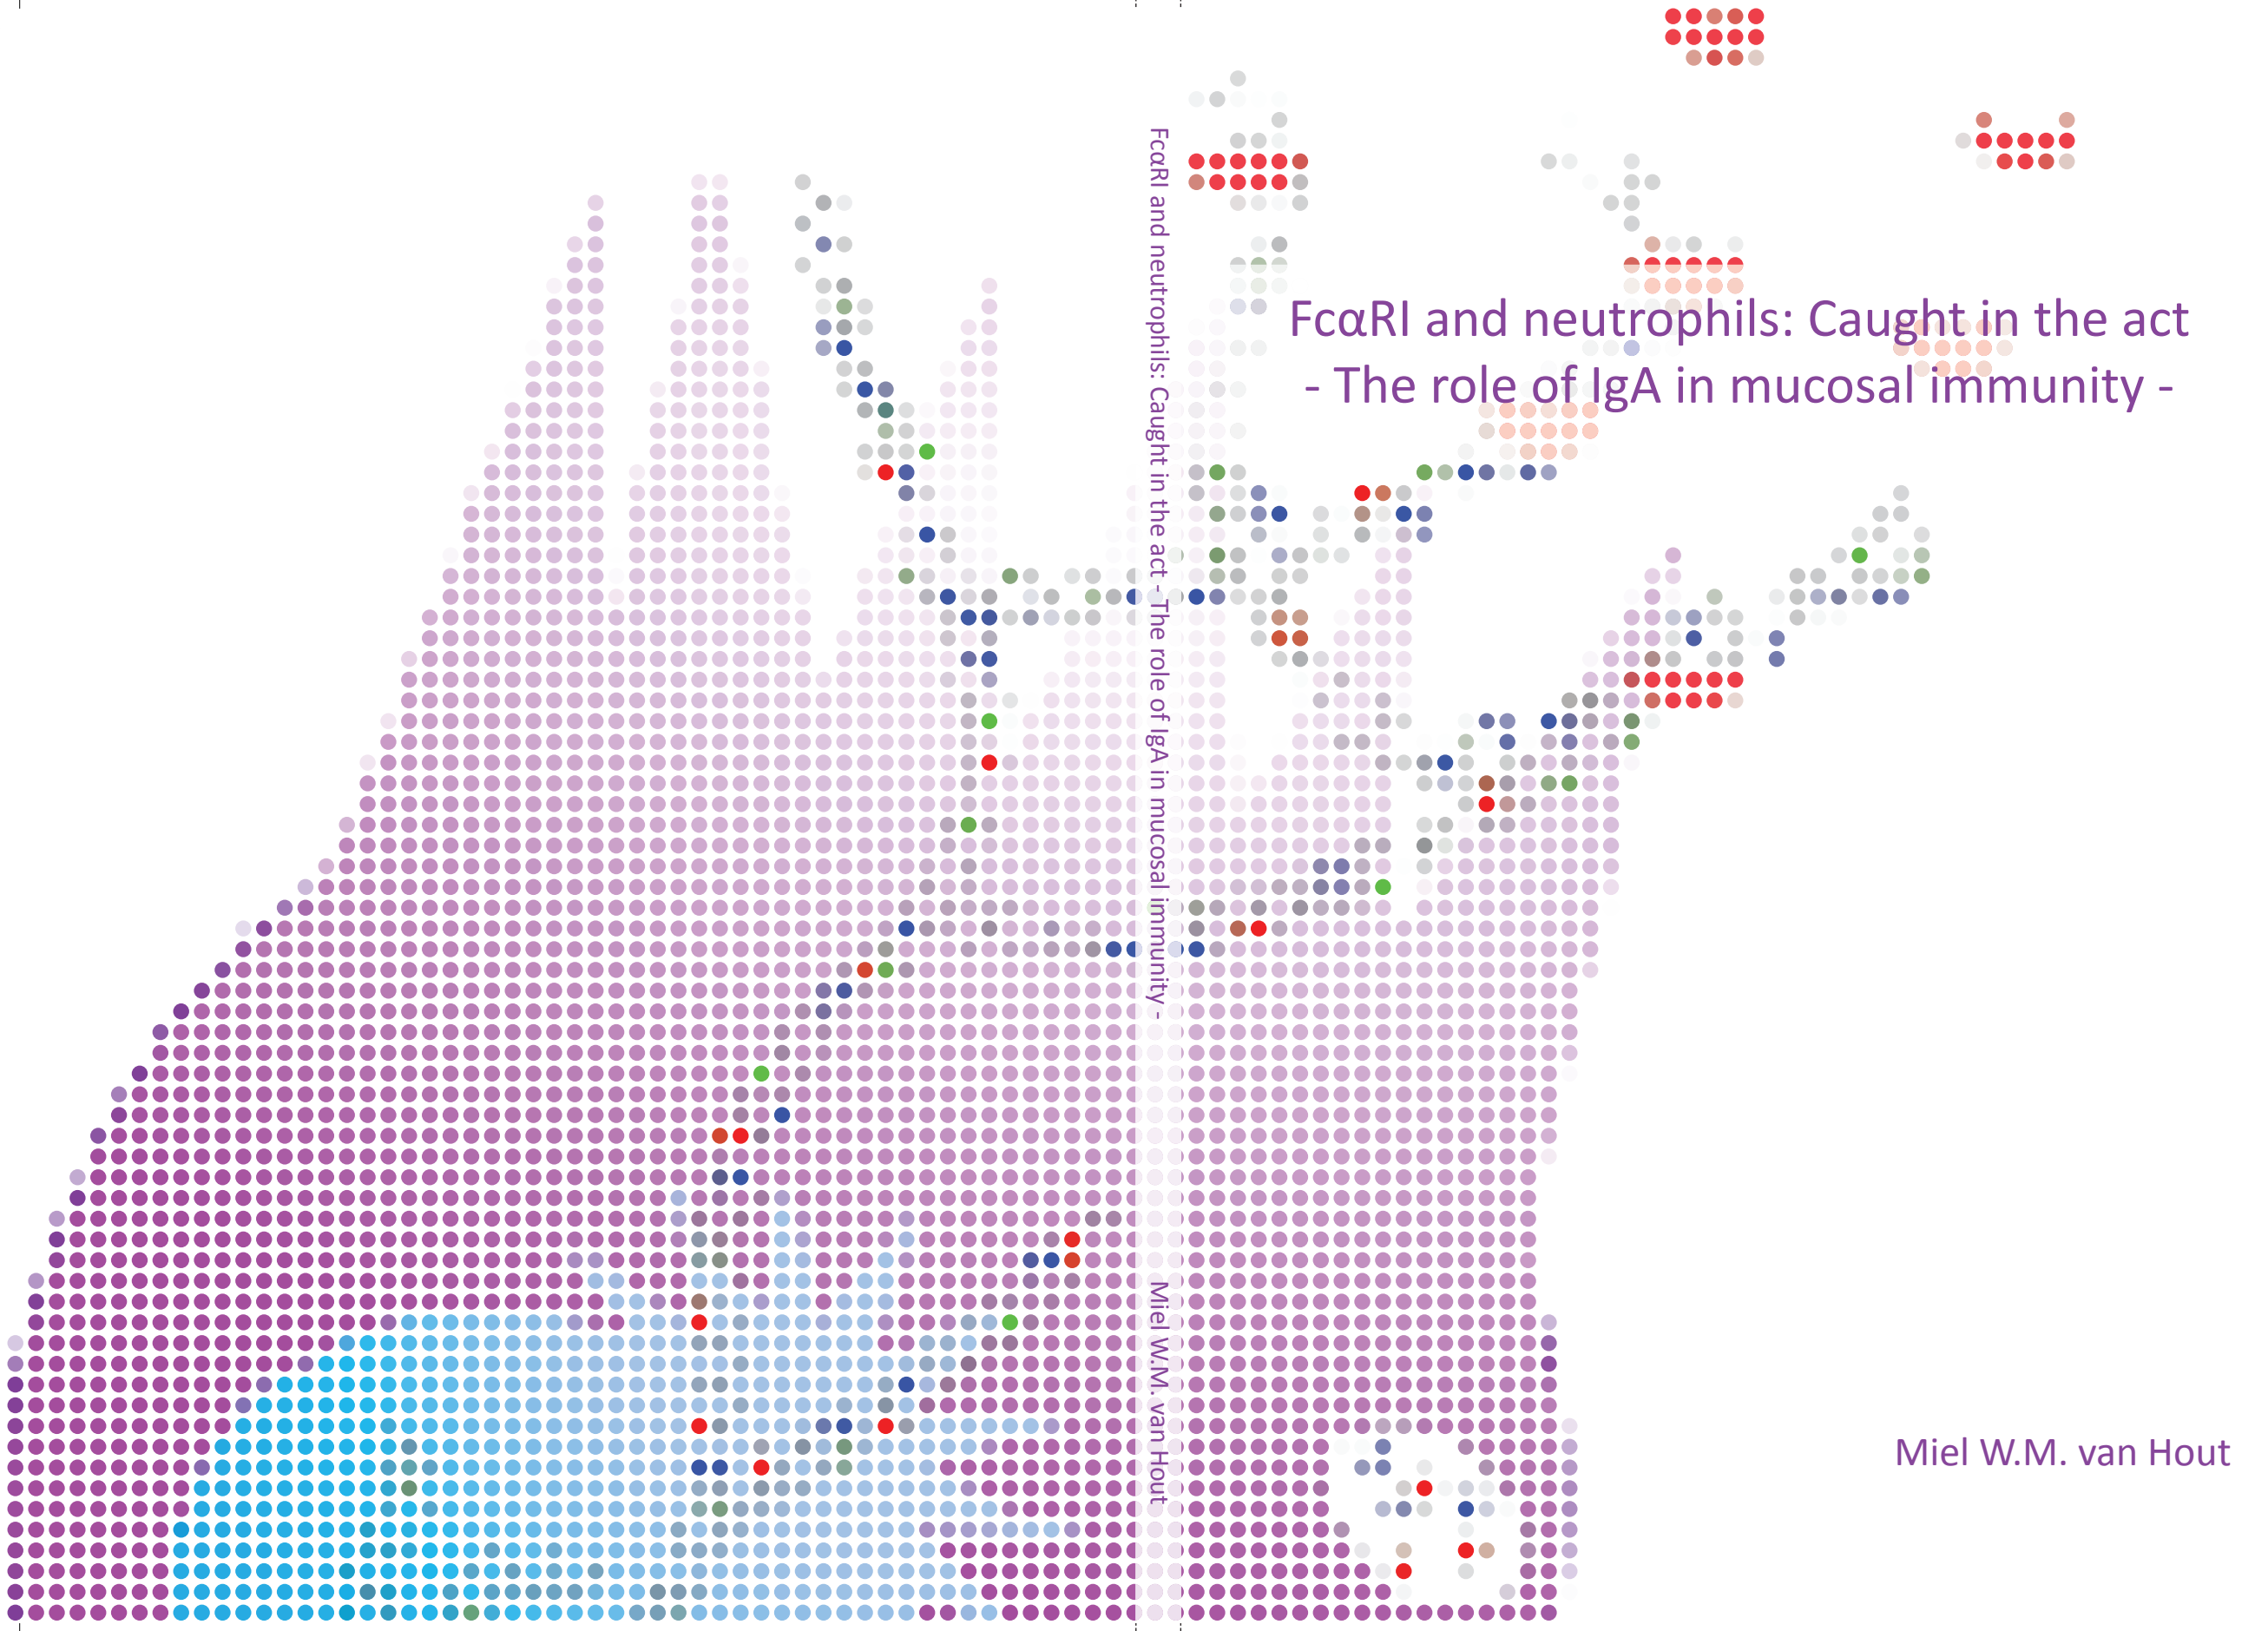 FcαRI and neutrophils: Caught in the act - The role of IgA in mucosal immunity -
Miel W.M. van Hout
FcαRI and neutrophils: Caught in the act
- The role of IgA in mucosal immunity -
Miel W.M. van Hout